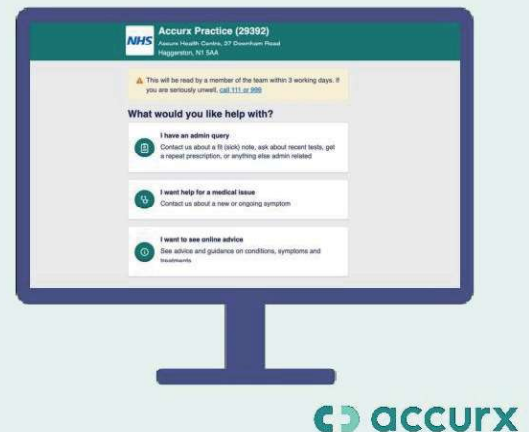 NHS
Accurx Practice (29392)
Accurx Health Centre, 27 Downham Road
Haggerston, N1 5AA
This will be read by a member of the team within 3 working days. If
you are seriously unwell, call 111 or 999
What would you like help with?
I have an admin query
Contact us about a fit (sick) note, ask about recent tests, get
a repeat prescription, or anything else admin related
I want help for a medical issue
Contact us about a new or ongoing symptom
I want to see online advice
See advice and guidance on conditions, symptoms and
treatments
accurx